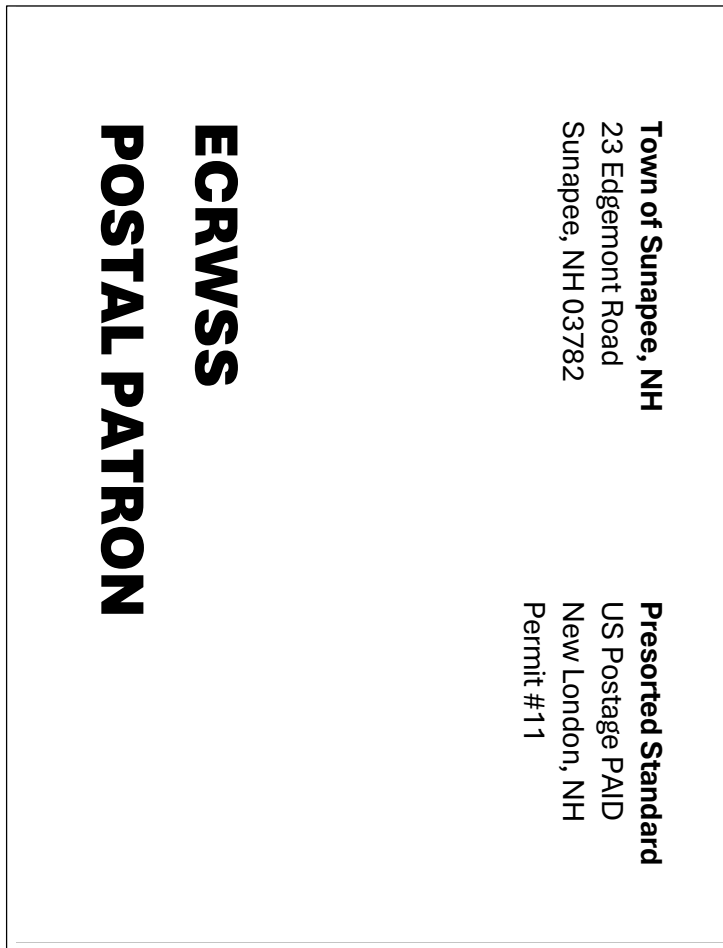 Town of Sunapee, NH
23 Edgemont Road
Sunapee, NH 03782
Presorted Standard
US Postage PAID
New London, NH
Permit #11
ECRWSS
POSTAL PATRON